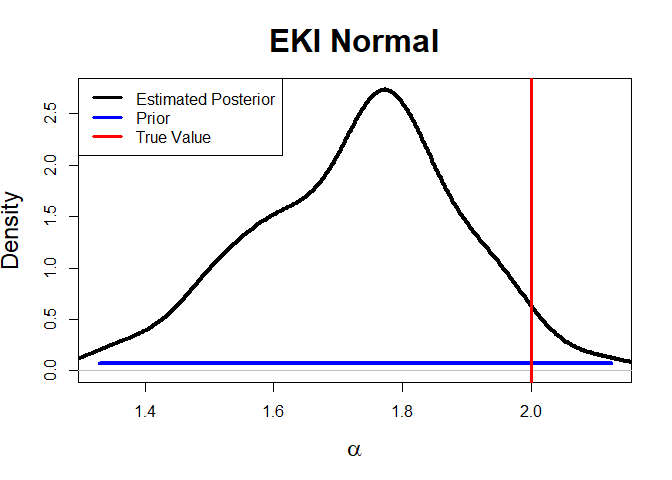 EKI Normal
Estimated Posterior
Prior
True Value
Density
0.0
0.5
1.0
1.5
2.0
2.5
1.4
1.6
1.8
2.0
α